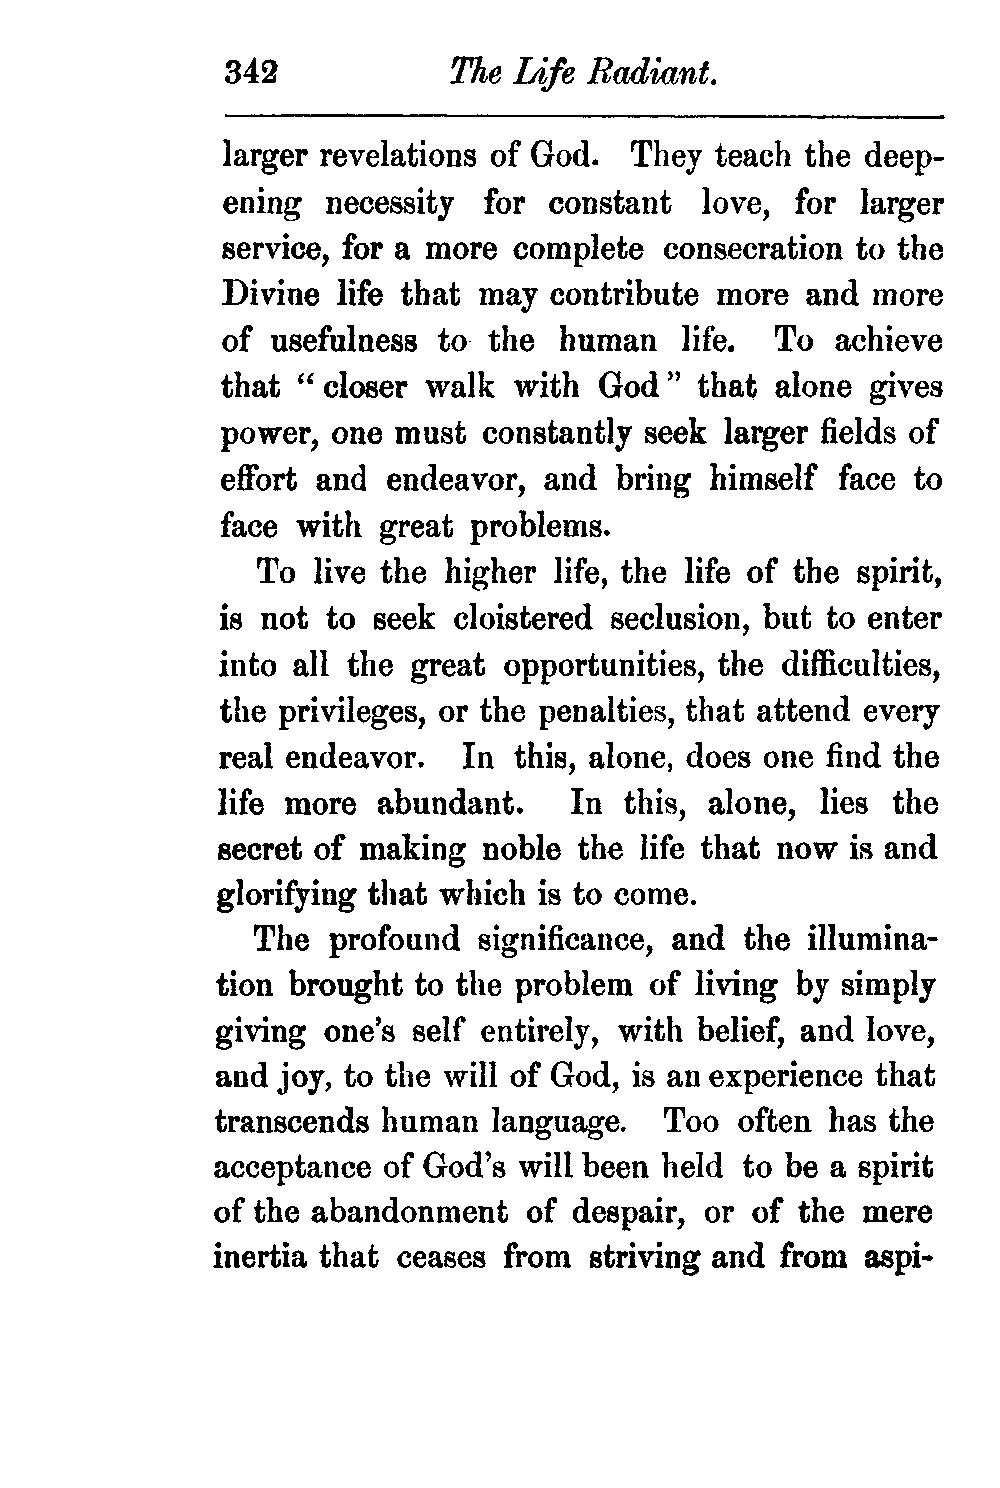 342 The Life Radiant.
larger revelations of God. They teach the deep-
ening necessity for constant love, for larger
service, for a more complete consecration to the
Divine life that may contribute more and more
of usefulness to the human life. To achieve
that “closer walk with God” that alone gives
power, one must constantly seek larger fields of
effort and endeavor, and bring himself face to
face with great problems.
To live the higher life, the life of the spirit,
is not to seek cloistered seclusion, but to enter
into all the great opportunities, the difficulties,
the privileges, or the penalties, that attend every
real endeavor. In this, alone, does one find the
life more abundant. In this, alone, lies the
secret of making noble the life that now is and
glorifying that which is to come.
The profound significance, and the illumina-
tion brought to the problem of living by simply
giving one's self entirely, with belief, and love,
and joy, to the will of God, is an experience that
transcends human language. Too often has the
acceptance of God's will been held to be a spirit
of the abandonment of despair, or of the mere
inertia that ceases from striving and from aspi-